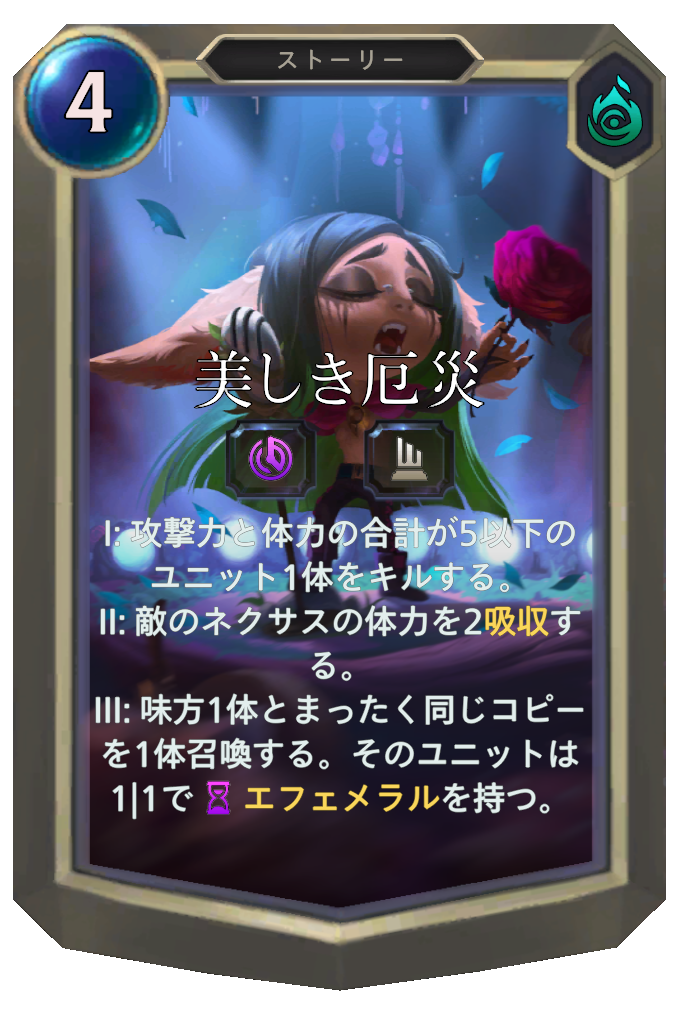 4
ストーリー
美しき厄災
I: 攻撃力と体力の合計が5以下の
ユニット1体をキルする。
II: 敵のネクサスの体力を2吸収す
る。
III: 味方1体とまったく同じコピー
を1体召喚する。そのユニットは
1|1で エフェメラルを持つ。